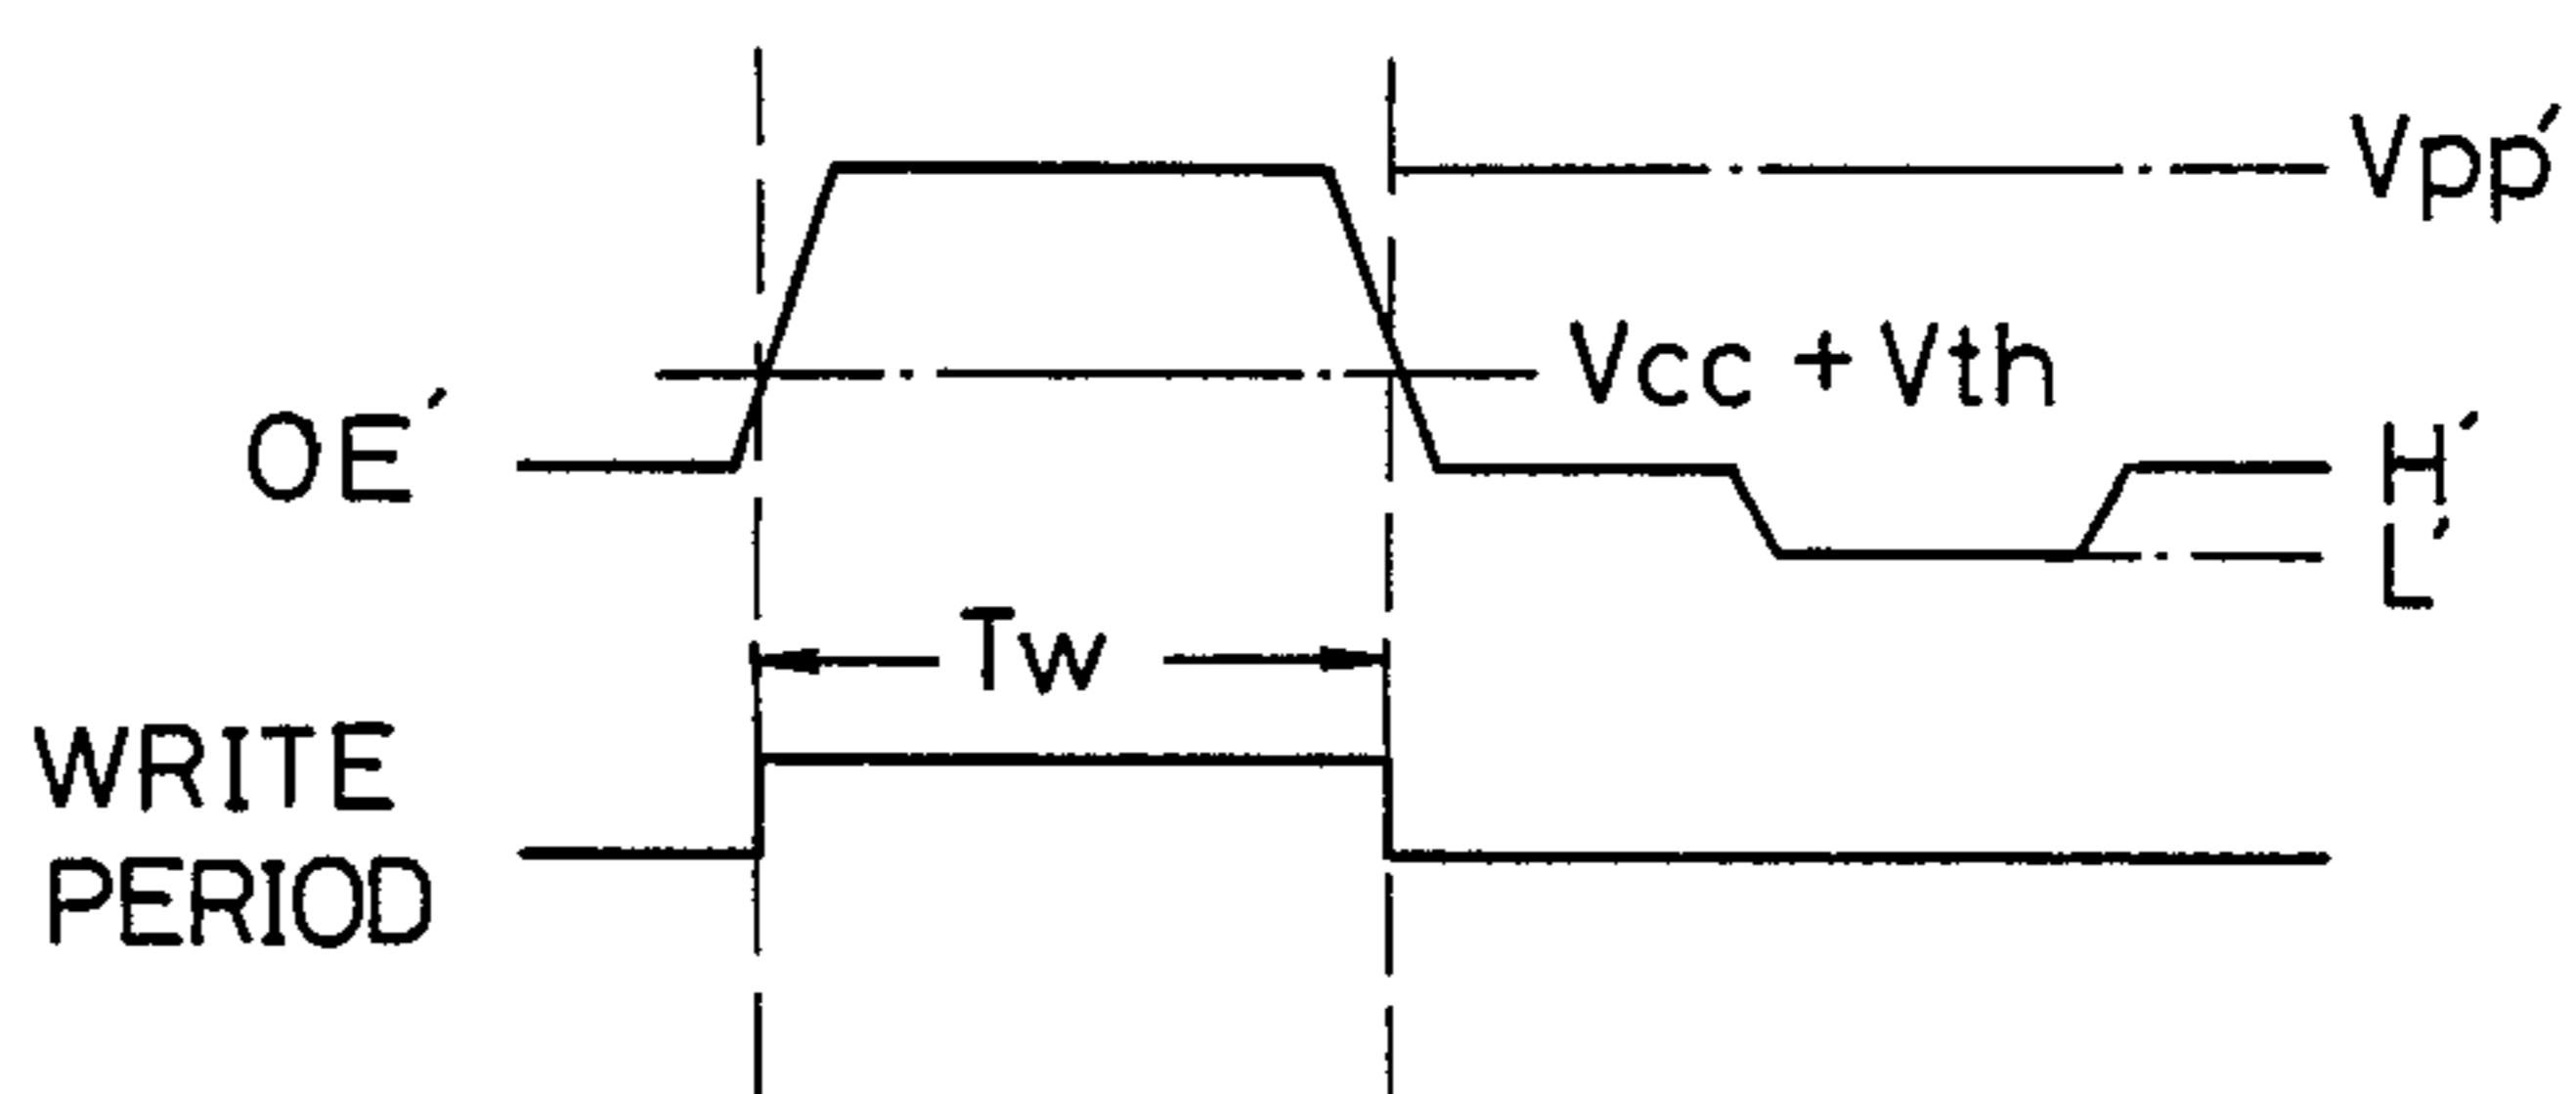 Vpp′
Vcc + Vth
OE′
H′
L′
Tw
WRITE
PERIOD